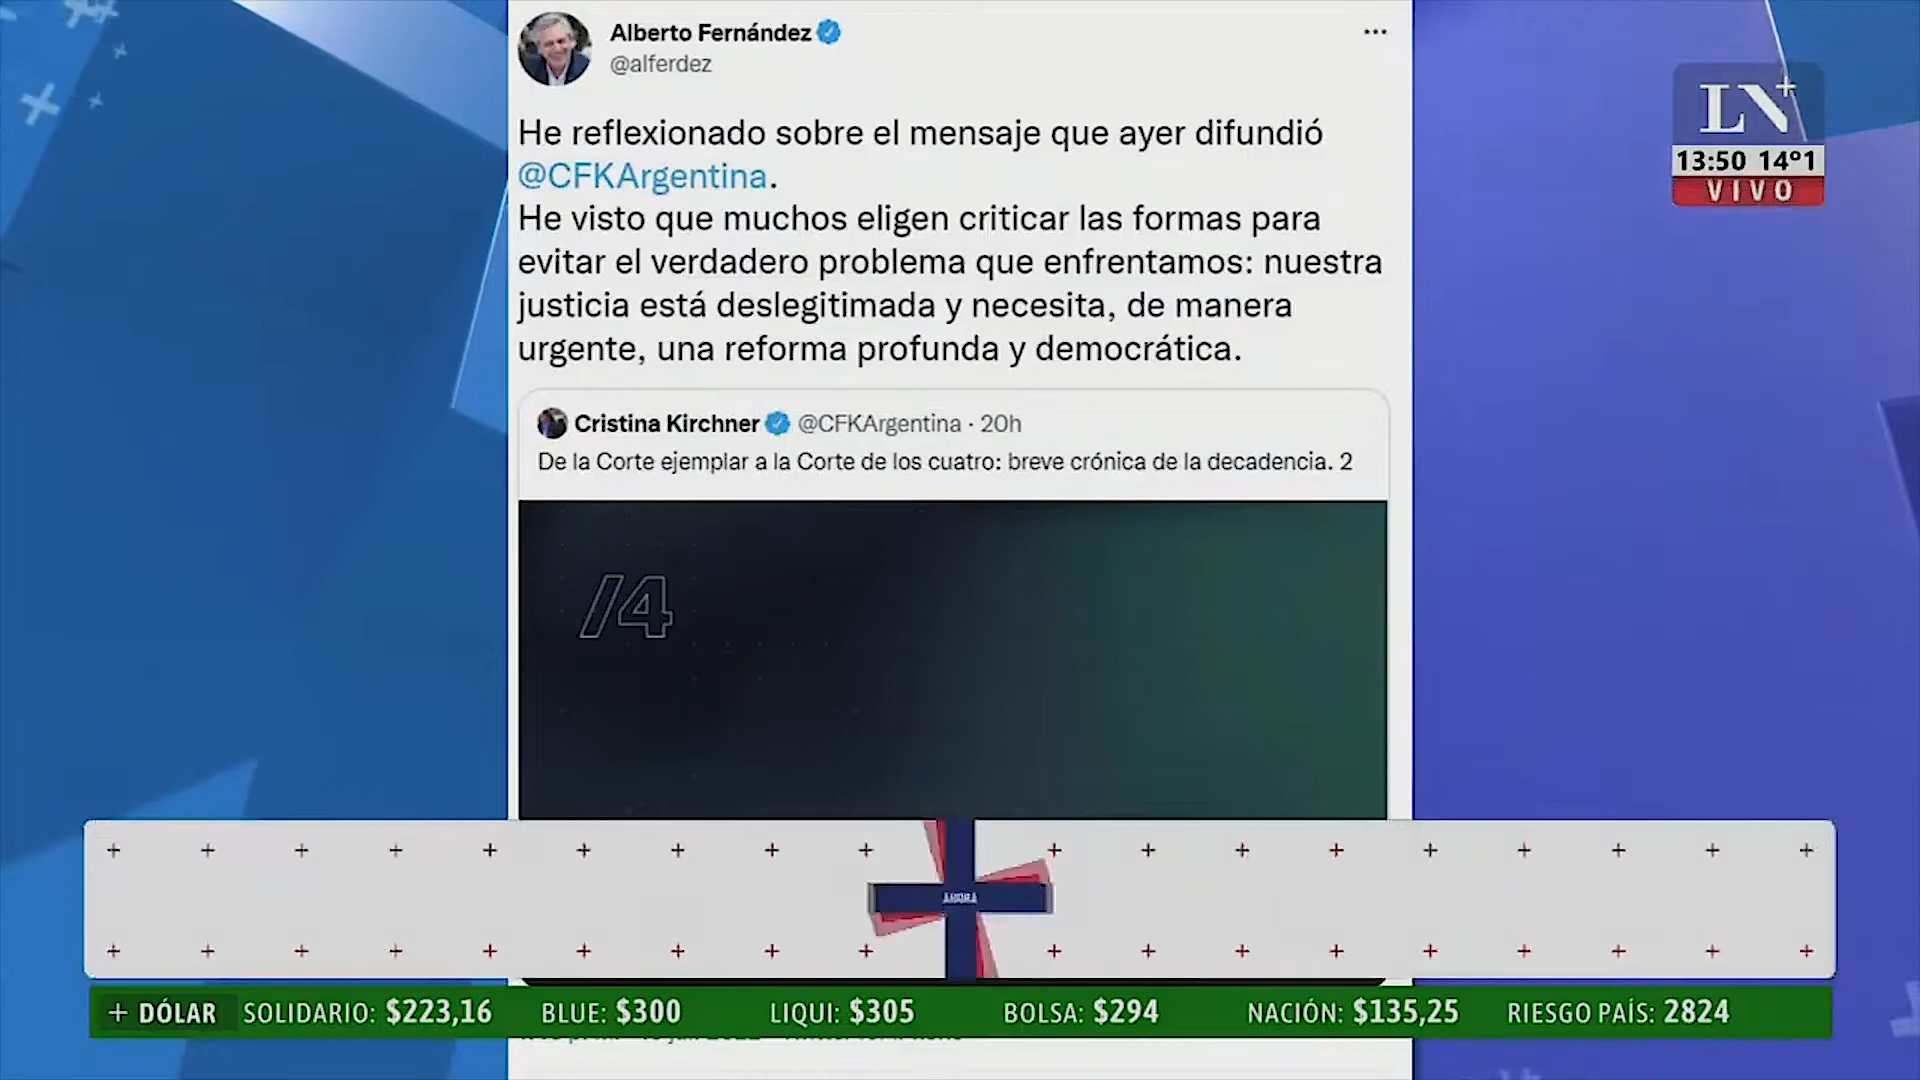 Alberto Fernández
@alferdez
He reflexionado sobre el mensaje que ayer difundió
@CFKArgentina.
He visto que muchos eligen criticar las formas para
evitar el verdadero problema que enfrentamos: nuestra
justicia está deslegitimada y necesita, de manera
urgente, una reforma profunda y democrática.
Cristina Kirchner @CFKArgentina · 20h
De la Corte ejemplar a la Corte de los cuatro: breve crónica de la decadencia. 2
/4
LN+
13:50 14°1
VIVO
AHORA
+ DÓLAR SOLIDARIO: $223,16 BLUE: $300 LIQUI: $305 BOLSA: $294 NACIÓN: $135,25 RIESGO PAÍS: 2824